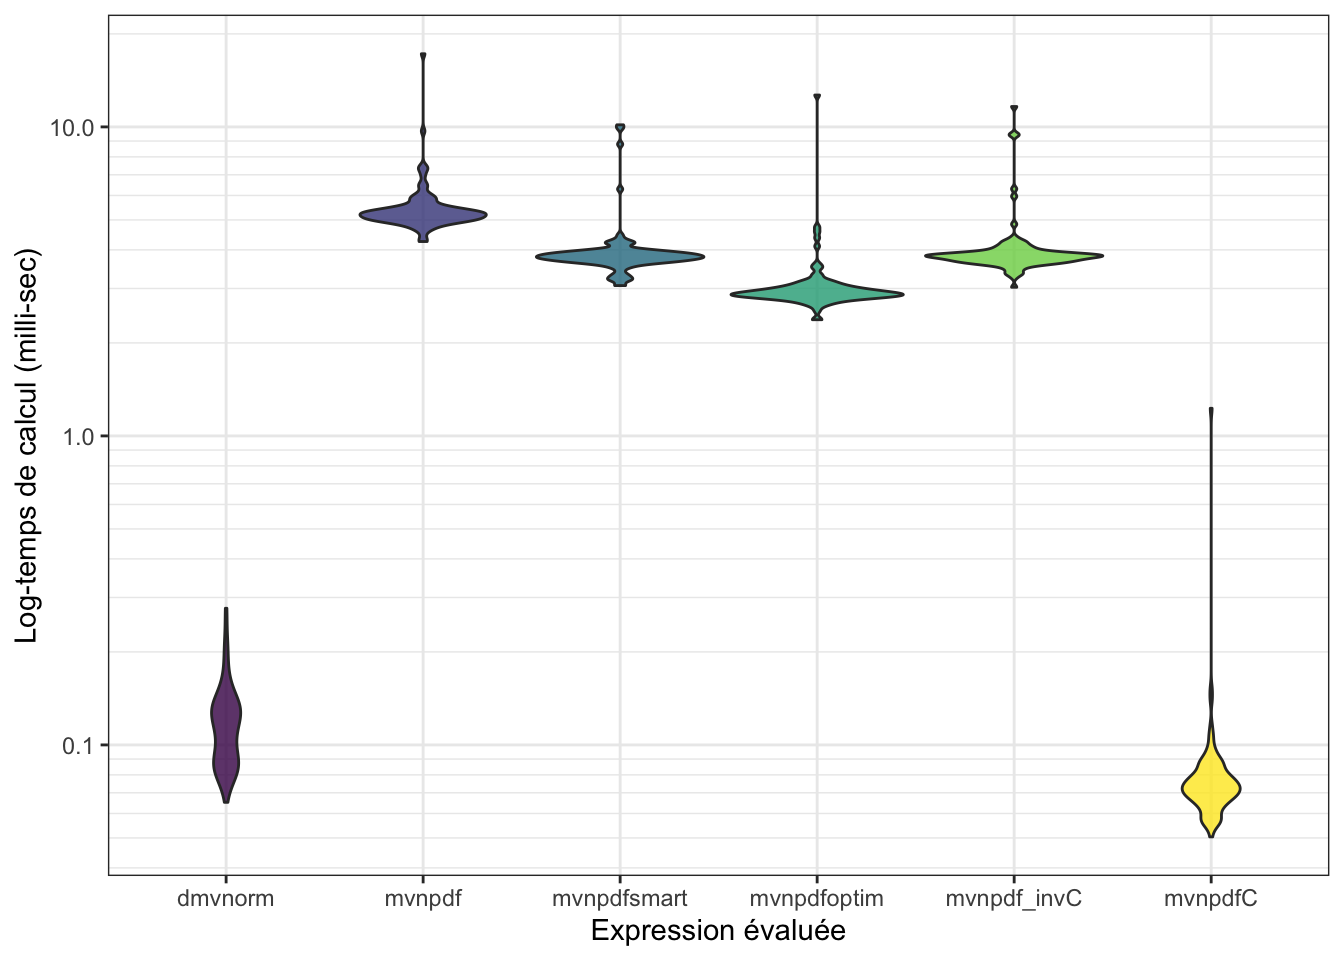 Log-temps de calcul (milli-sec)
10.0
1.0
0.1
dmvnorm mvnpdf mvnpdfsmart mvnpdfoptim mvnpdf_invC mvnpdfC
Expression évaluée